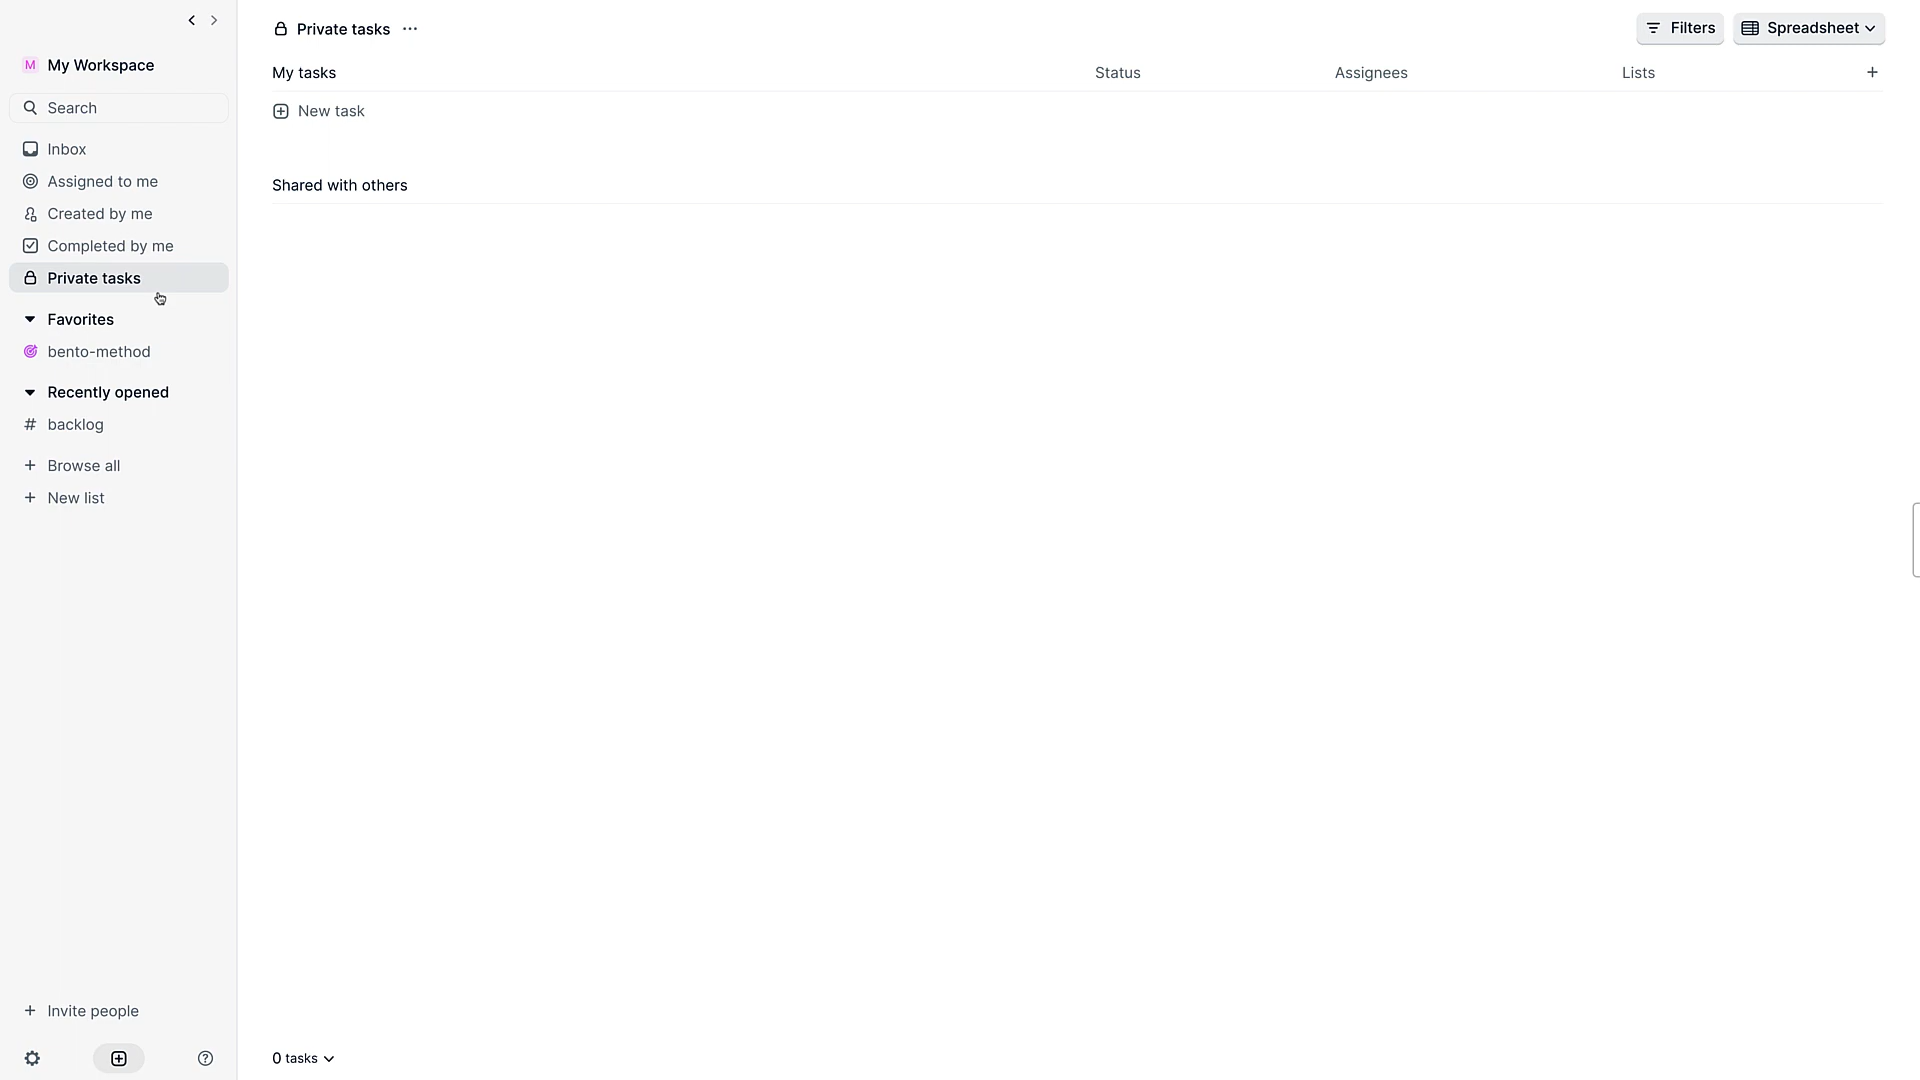 M My Workspace
Search
Inbox
Assigned to me
Created by me
Completed by me
Private tasks
Favorites
bento-method
Recently opened
# backlog
+ Browse all
+ New list
+ Invite people
Private tasks ...
Filters
Spreadsheet
My tasks Status Assignees Lists +
New task
Shared with others
0 tasks